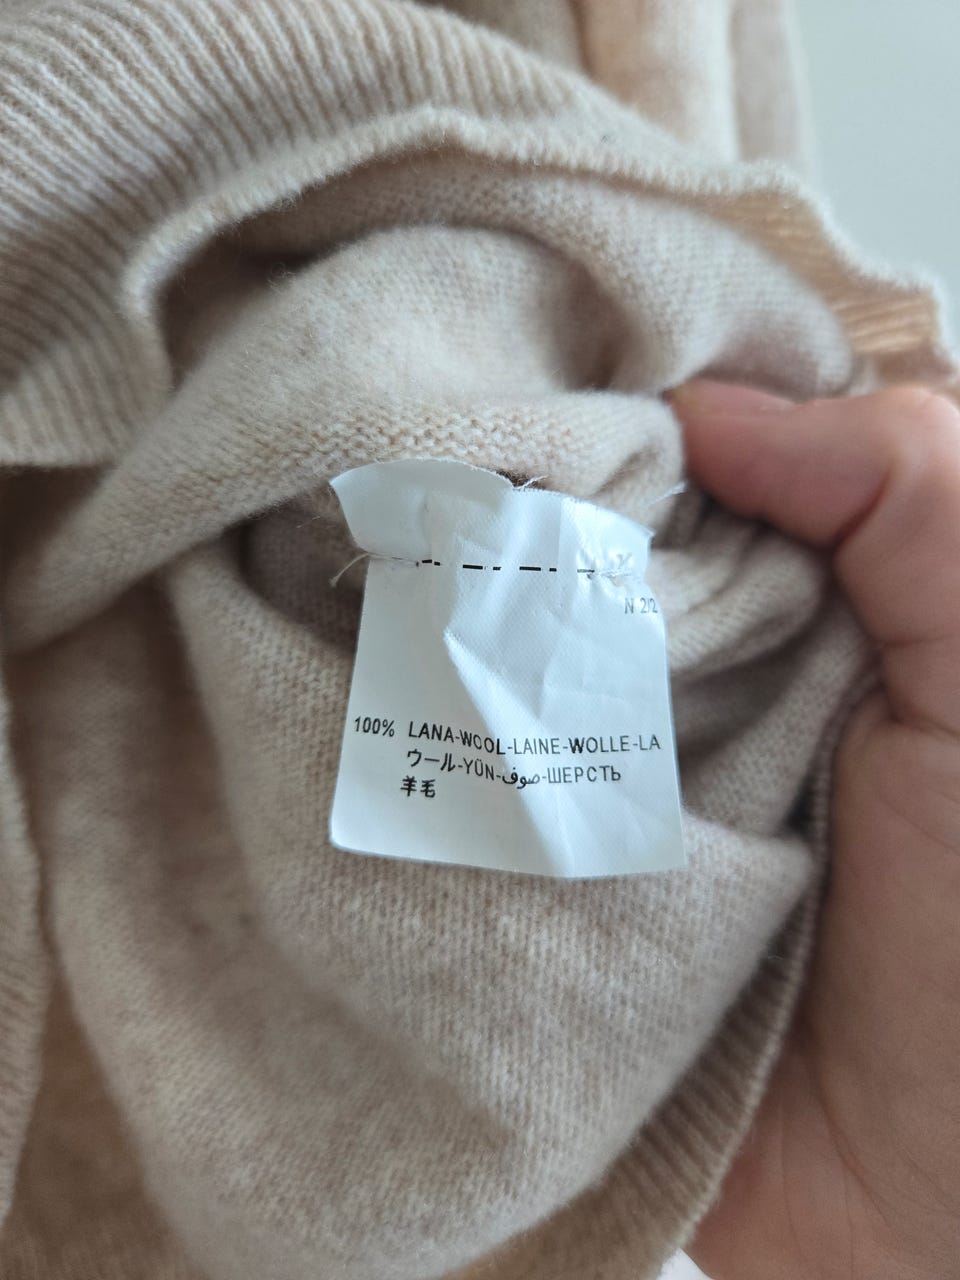 N 2/2
100% LANA-WOOL-LAINE-WOLLE-LA
ウール-YÜN-صوف-ШЕРСТЬ
羊毛